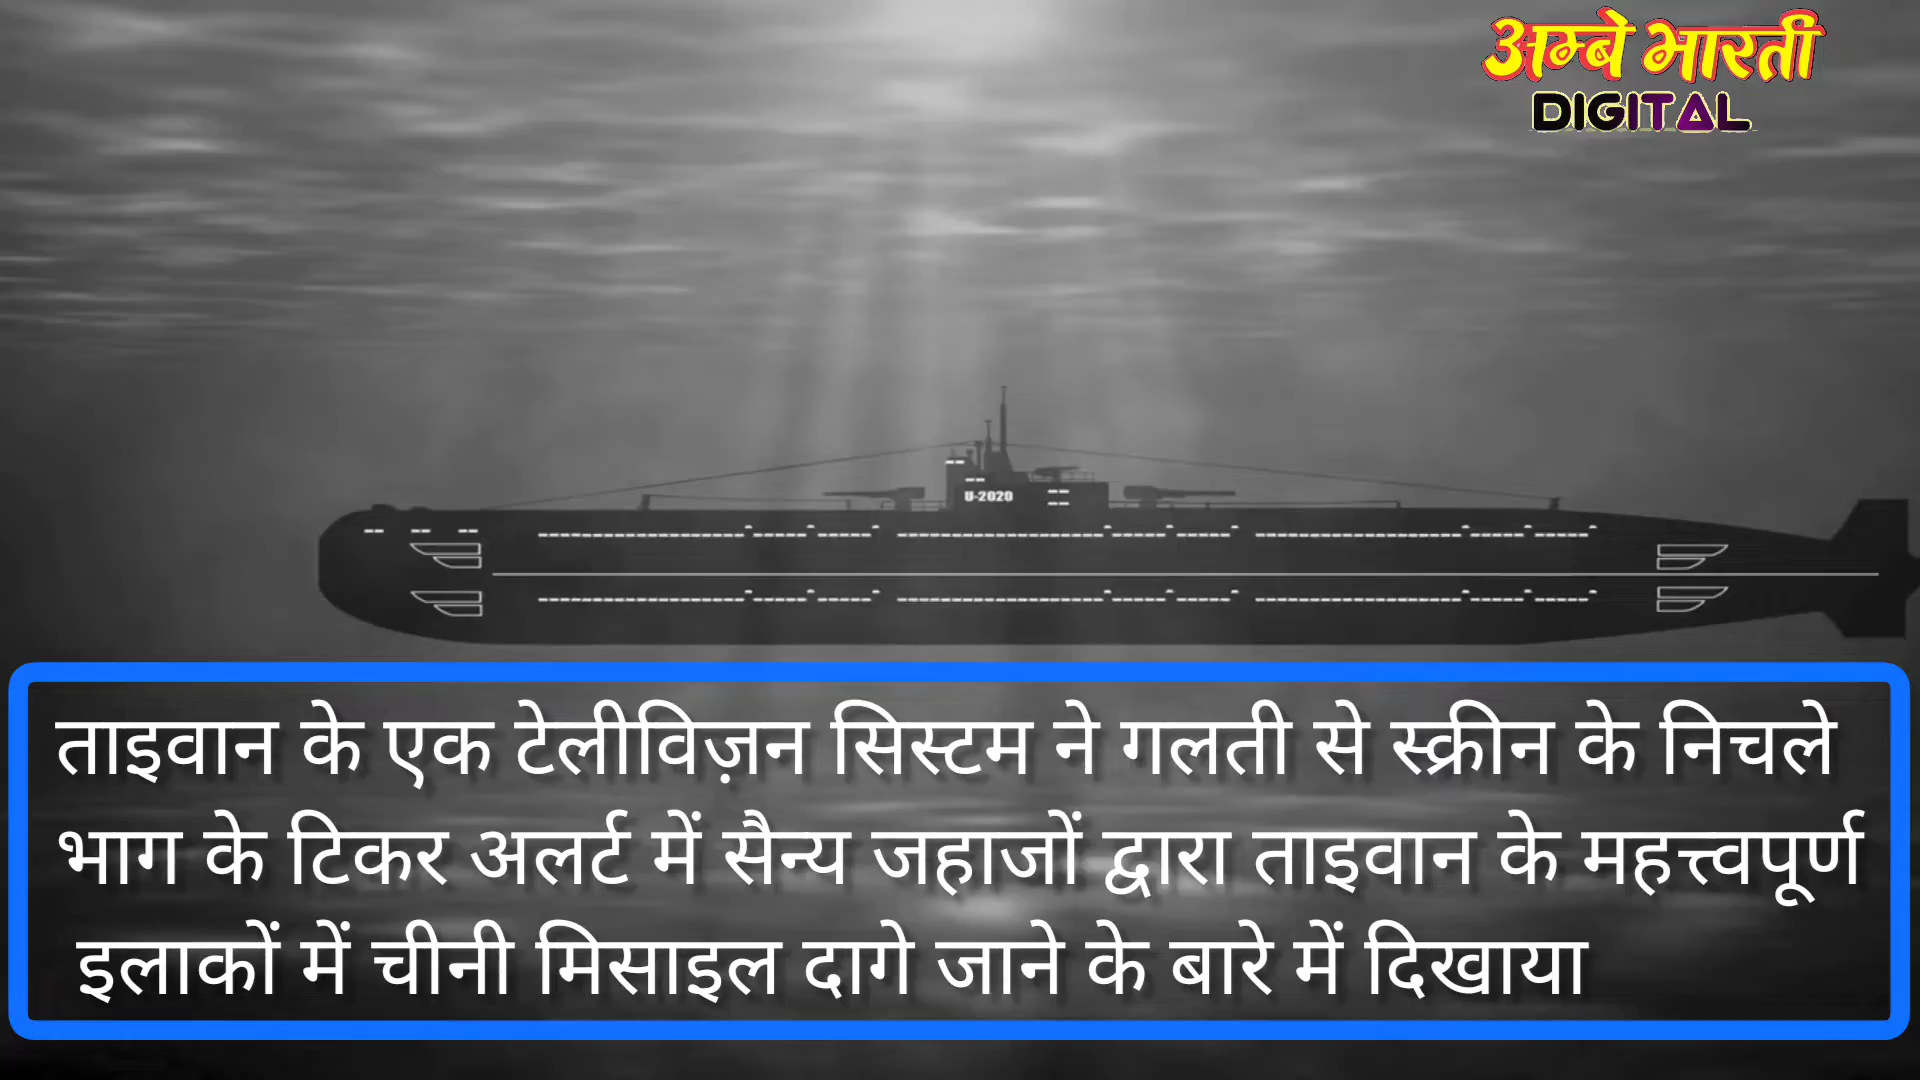 अम्बे भारती
DIGITAL
U-2020
ताइवान के एक टेलीविज़न सिस्टम ने गलती से स्क्रीन के निचले
भाग के टिकर अलर्ट में सैन्य जहाजों द्वारा ताइवान के महत्त्वपूर्ण
इलाकों में चीनी मिसाइल दागे जाने के बारे में दिखाया